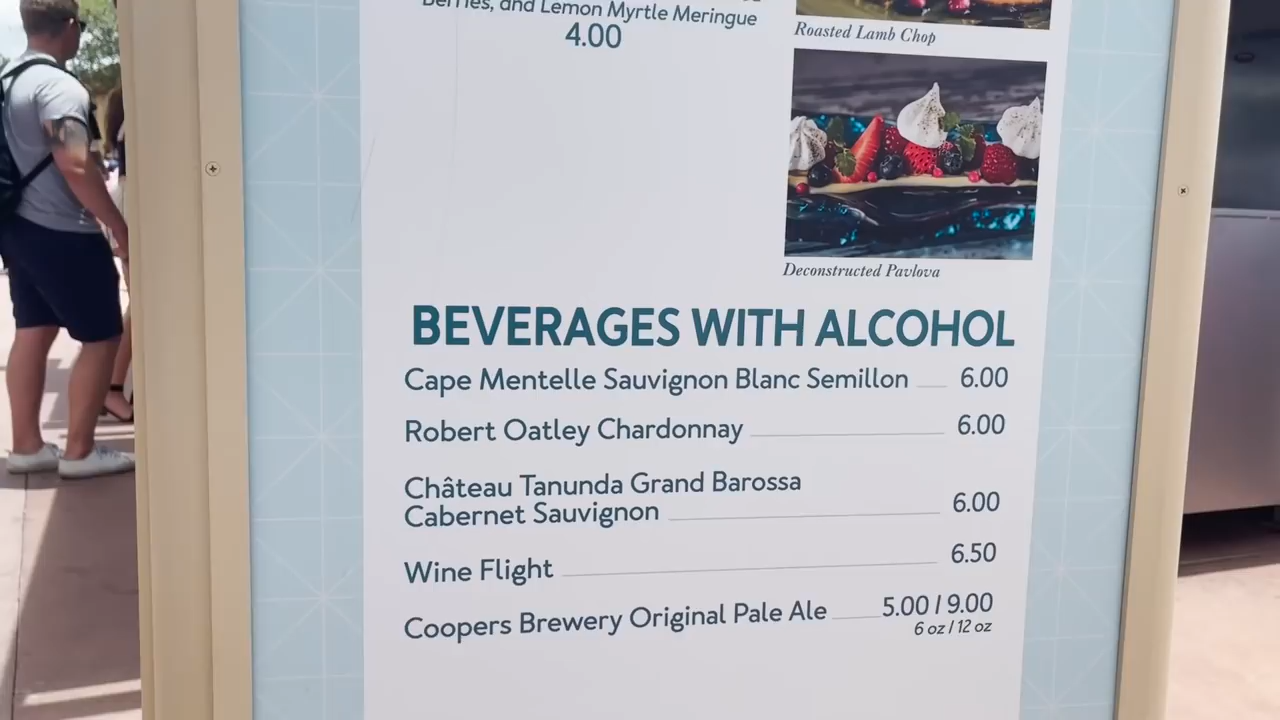 Berries, and Lemon Myrtle Meringue
4.00
Roasted Lamb Chop
Deconstructed Pavlova
BEVERAGES WITH ALCOHOL
Cape Mentelle Sauvignon Blanc Semillon 6.00
Robert Oatley Chardonnay 6.00
Château Tanunda Grand Barossa
Cabernet Sauvignon 6.00
Wine Flight 6.50
Coopers Brewery Original Pale Ale 5.00 / 9.00
6 oz / 12 oz